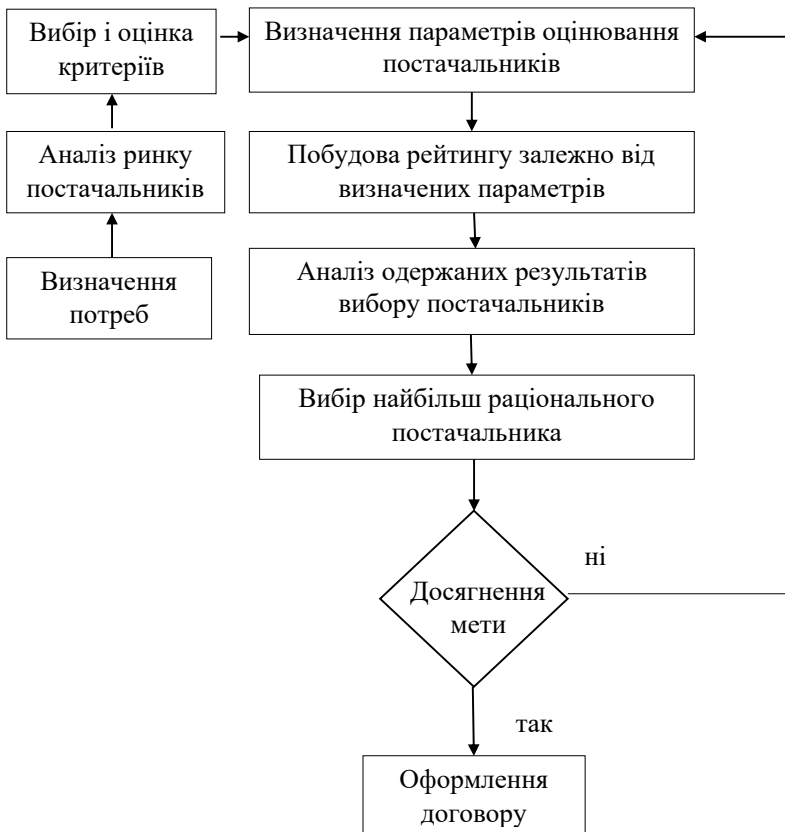 Вибір і оцінка
критеріїв
Визначення параметрів оцінювання
постачальників
Аналіз ринку
постачальників
Побудова рейтингу залежно від
визначених параметрів
Визначення
потреб
Аналіз одержаних результатів
вибору постачальників
Вибір найбільш раціонального
постачальника
ні
Досягнення
мети
так
Оформлення
договору